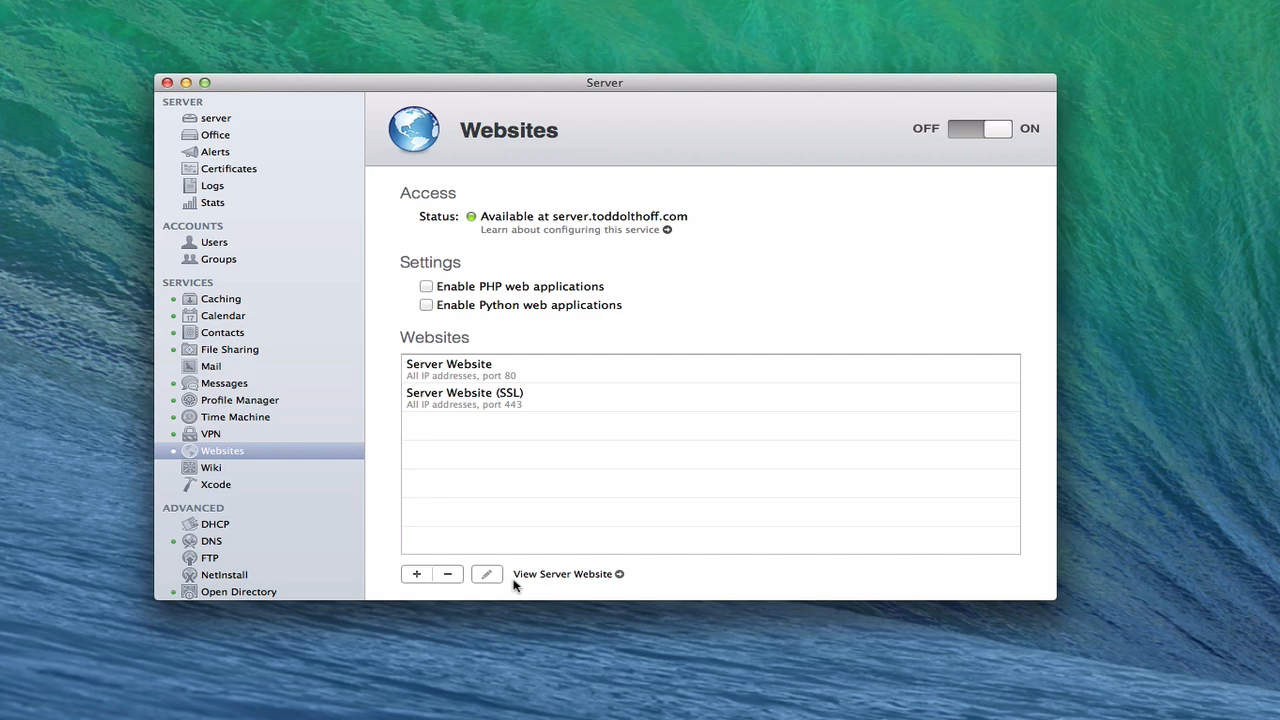 Server
SERVER
server
Office
Alerts
Certificates
Logs
Stats
ACCOUNTS
Users
Groups
SERVICES
Caching
Calendar
Contacts
File Sharing
Mail
Messages
Profile Manager
Time Machine
VPN
Websites
Wiki
Xcode
ADVANCED
DHCP
DNS
FTP
NetInstall
Open Directory
Websites
OFF ON
Access
Status: Available at server.toddolthoff.com
Learn about configuring this service
Settings
Enable PHP web applications
Enable Python web applications
Websites
Server Website
All IP addresses, port 80
Server Website (SSL)
All IP addresses, port 443
View Server Website